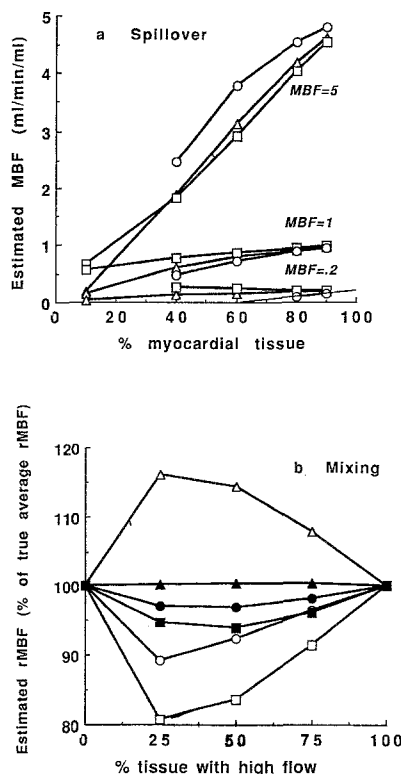 a Spillover
Estimated MBF (ml/min/ml)
5
4
3
2
1
0
MBF=5
MBF=1
MBF=.2
0 20 40 60 80 100
% myocardial tissue
b Mixing
Estimated rMBF (% of true average rMBF)
120
110
100
90
80
0 25 50 75 100
% tissue with high flow